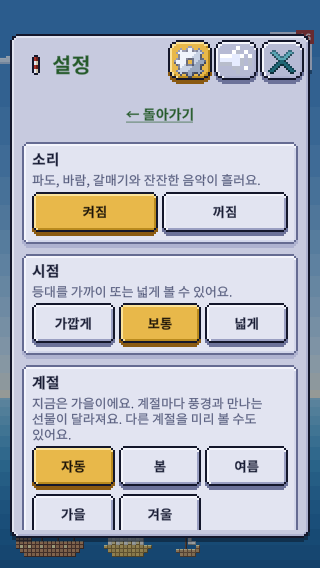 설정
← 돌아가기
소리
파도, 바람, 갈매기와 잔잔한 음악이 흘러요.
켜짐
꺼짐
시점
등대를 가까이 또는 넓게 볼 수 있어요.
가깝게
보통
넓게
계절
지금은 가을이에요. 계절마다 풍경과 만나는
선물이 달라져요. 다른 계절을 미리 볼 수도
있어요.
자동
봄
여름
가을
겨울